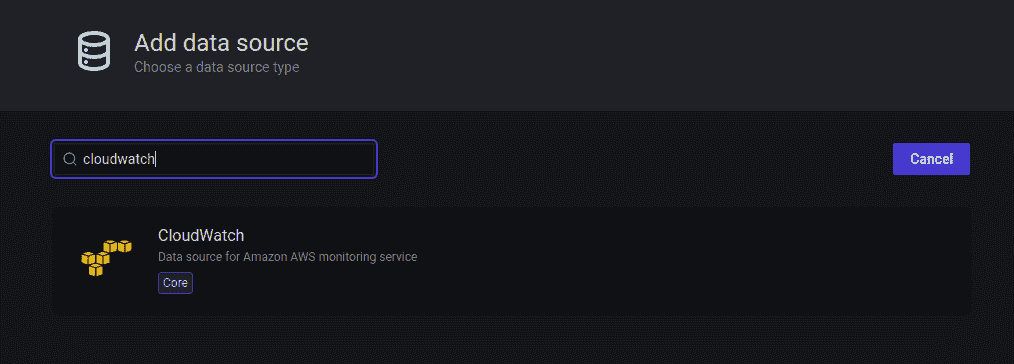 Add data source
Choose a data source type
cloudwatch
Cancel
CloudWatch
Data source for Amazon AWS monitoring service
Core